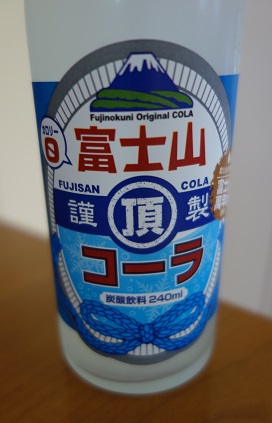 Fujinokuni Original COLA
カロリー
0
富士山
FUJISAN COLA
謹 頂 製
コーラ
炭酸飲料 240ml